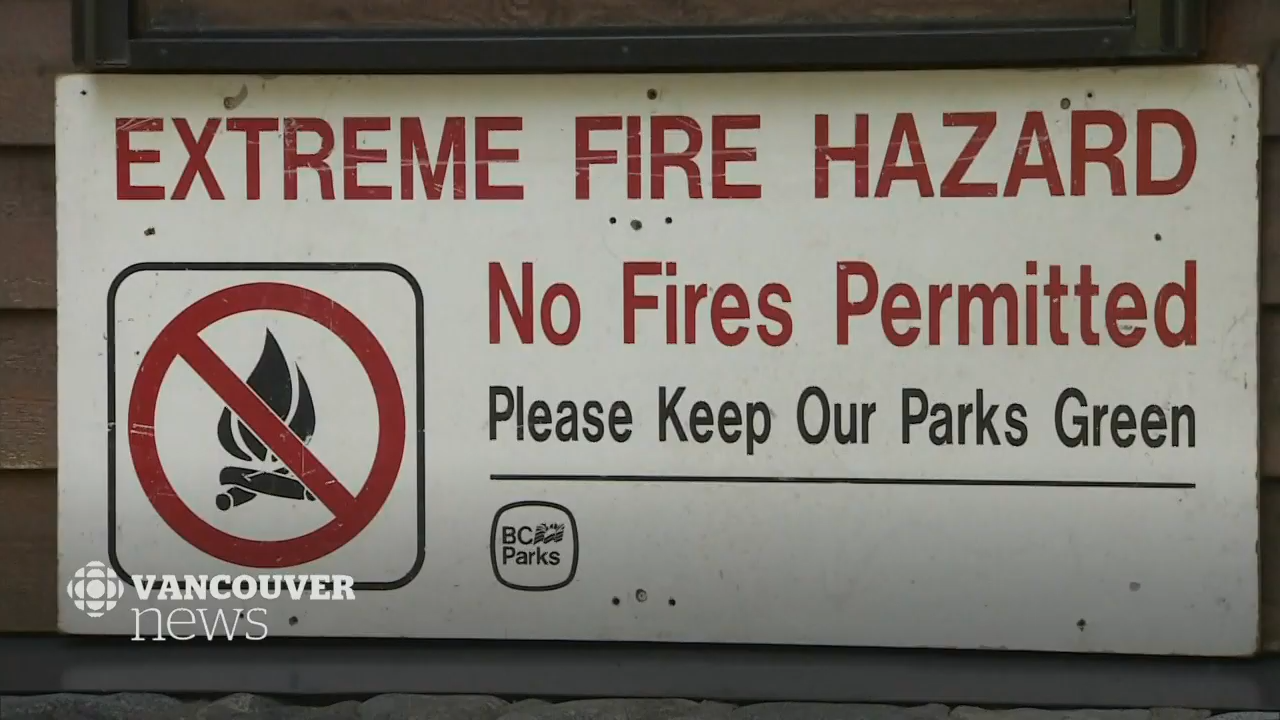 EXTREME FIRE HAZARD
No Fires Permitted
Please Keep Our Parks Green
BC
Parks
VANCOUVER
news